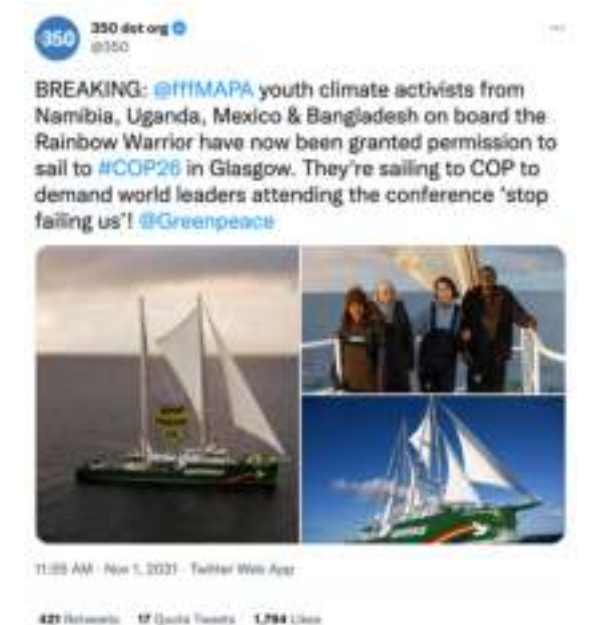 350 dot org
350
@350
BREAKING: @fffMAPA youth climate activists from
Namibia, Uganda, Mexico & Bangladesh on board the
Rainbow Warrior have now been granted permission to
sail to #COP26 in Glasgow. They're sailing to COP to
demand world leaders attending the conference 'stop
failing us'! @Greenpeace
11:55 AM · Nov 1, 2021 · Twitter Web App
421 Retweets 17 Quote Tweets 1,794 Likes